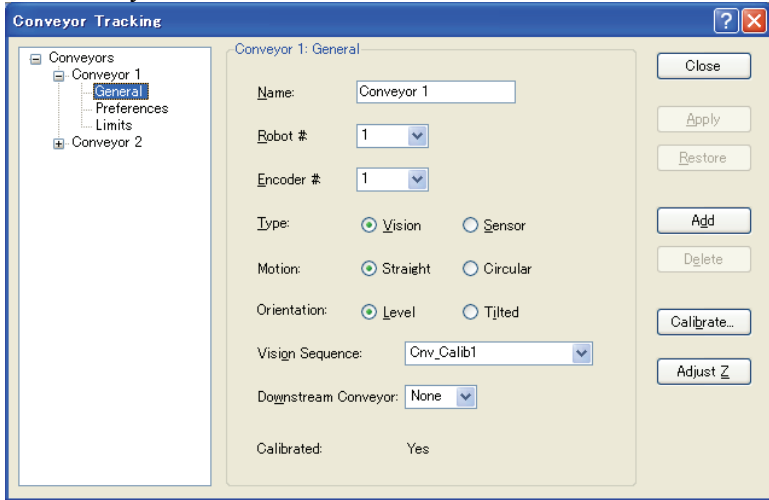 Conveyor Tracking
Conveyors
Conveyor 1
General
Preferences
Limits
Conveyor 2
Conveyor 1: General
Name: Conveyor 1
Robot # 1
Encoder # 1
Type: Vision Sensor
Motion: Straight Circular
Orientation: Level Tilted
Vision Sequence: Cnv_Calib1
Downstream Conveyor: None
Calibrated: Yes
Close
Apply
Restore
Add
Delete
Calibrate...
Adjust Z